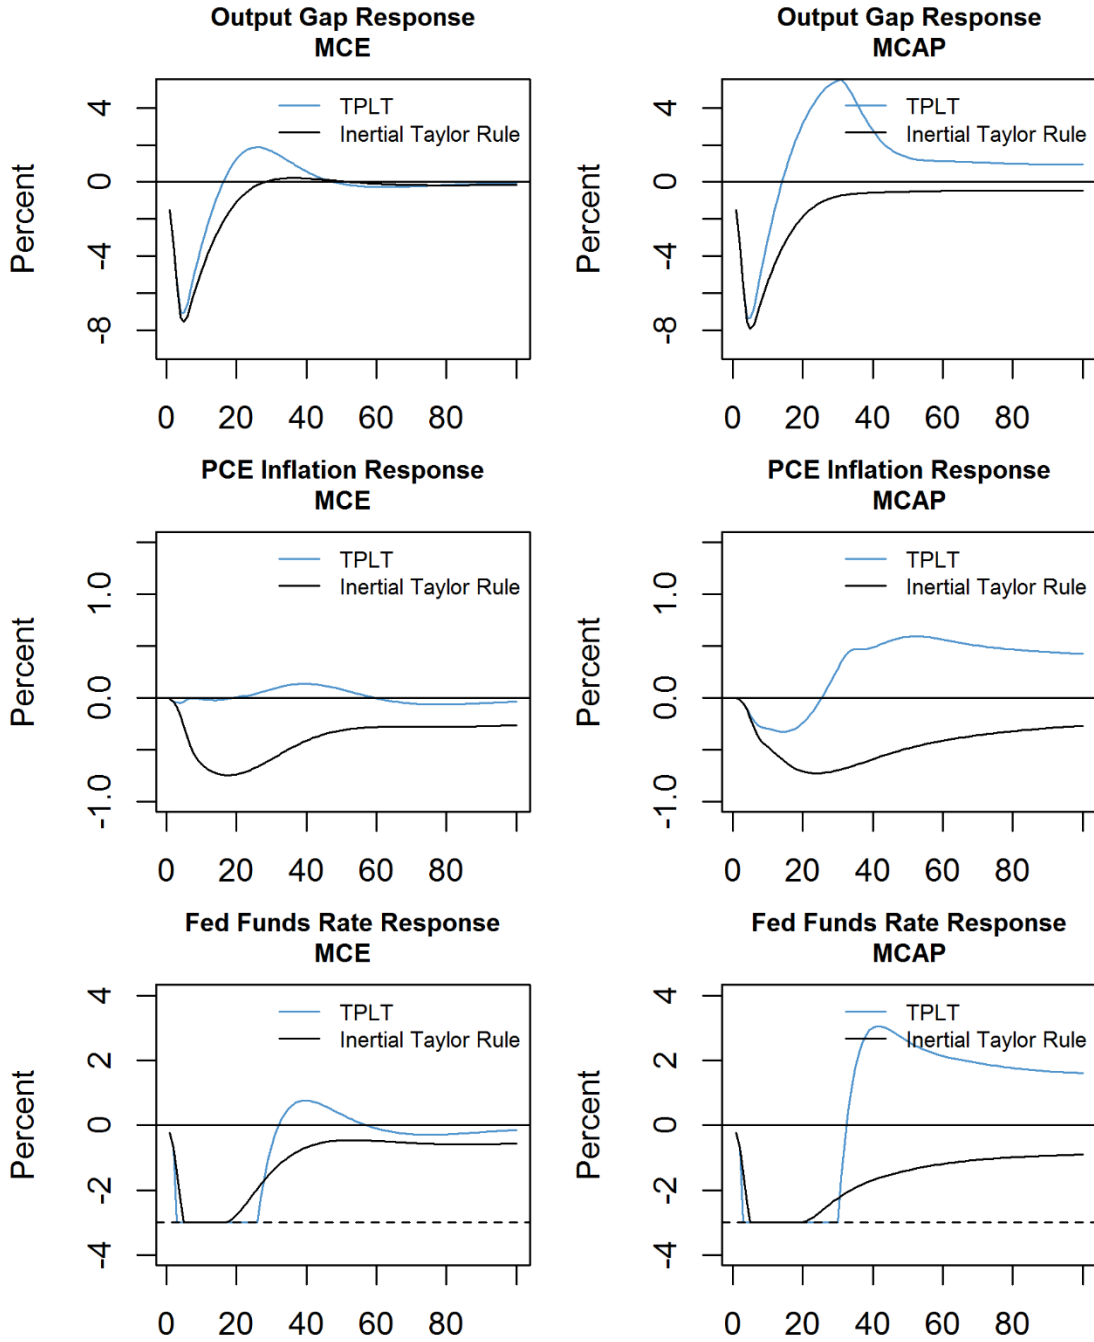 Output Gap Response
MCE
TPLT
Inertial Taylor Rule
Percent
4
0
-4
-8
0 20 40 60 80
Output Gap Response
MCAP
TPLT
Inertial Taylor Rule
Percent
4
0
-4
-8
0 20 40 60 80
PCE Inflation Response
MCE
TPLT
Inertial Taylor Rule
Percent
1.0
0.0
-1.0
0 20 40 60 80
PCE Inflation Response
MCAP
TPLT
Inertial Taylor Rule
Percent
1.0
0.0
-1.0
0 20 40 60 80
Fed Funds Rate Response
MCE
TPLT
Inertial Taylor Rule
Percent
4
2
0
-2
-4
0 20 40 60 80
Fed Funds Rate Response
MCAP
TPLT
Inertial Taylor Rule
Percent
4
2
0
-2
-4
0 20 40 60 80